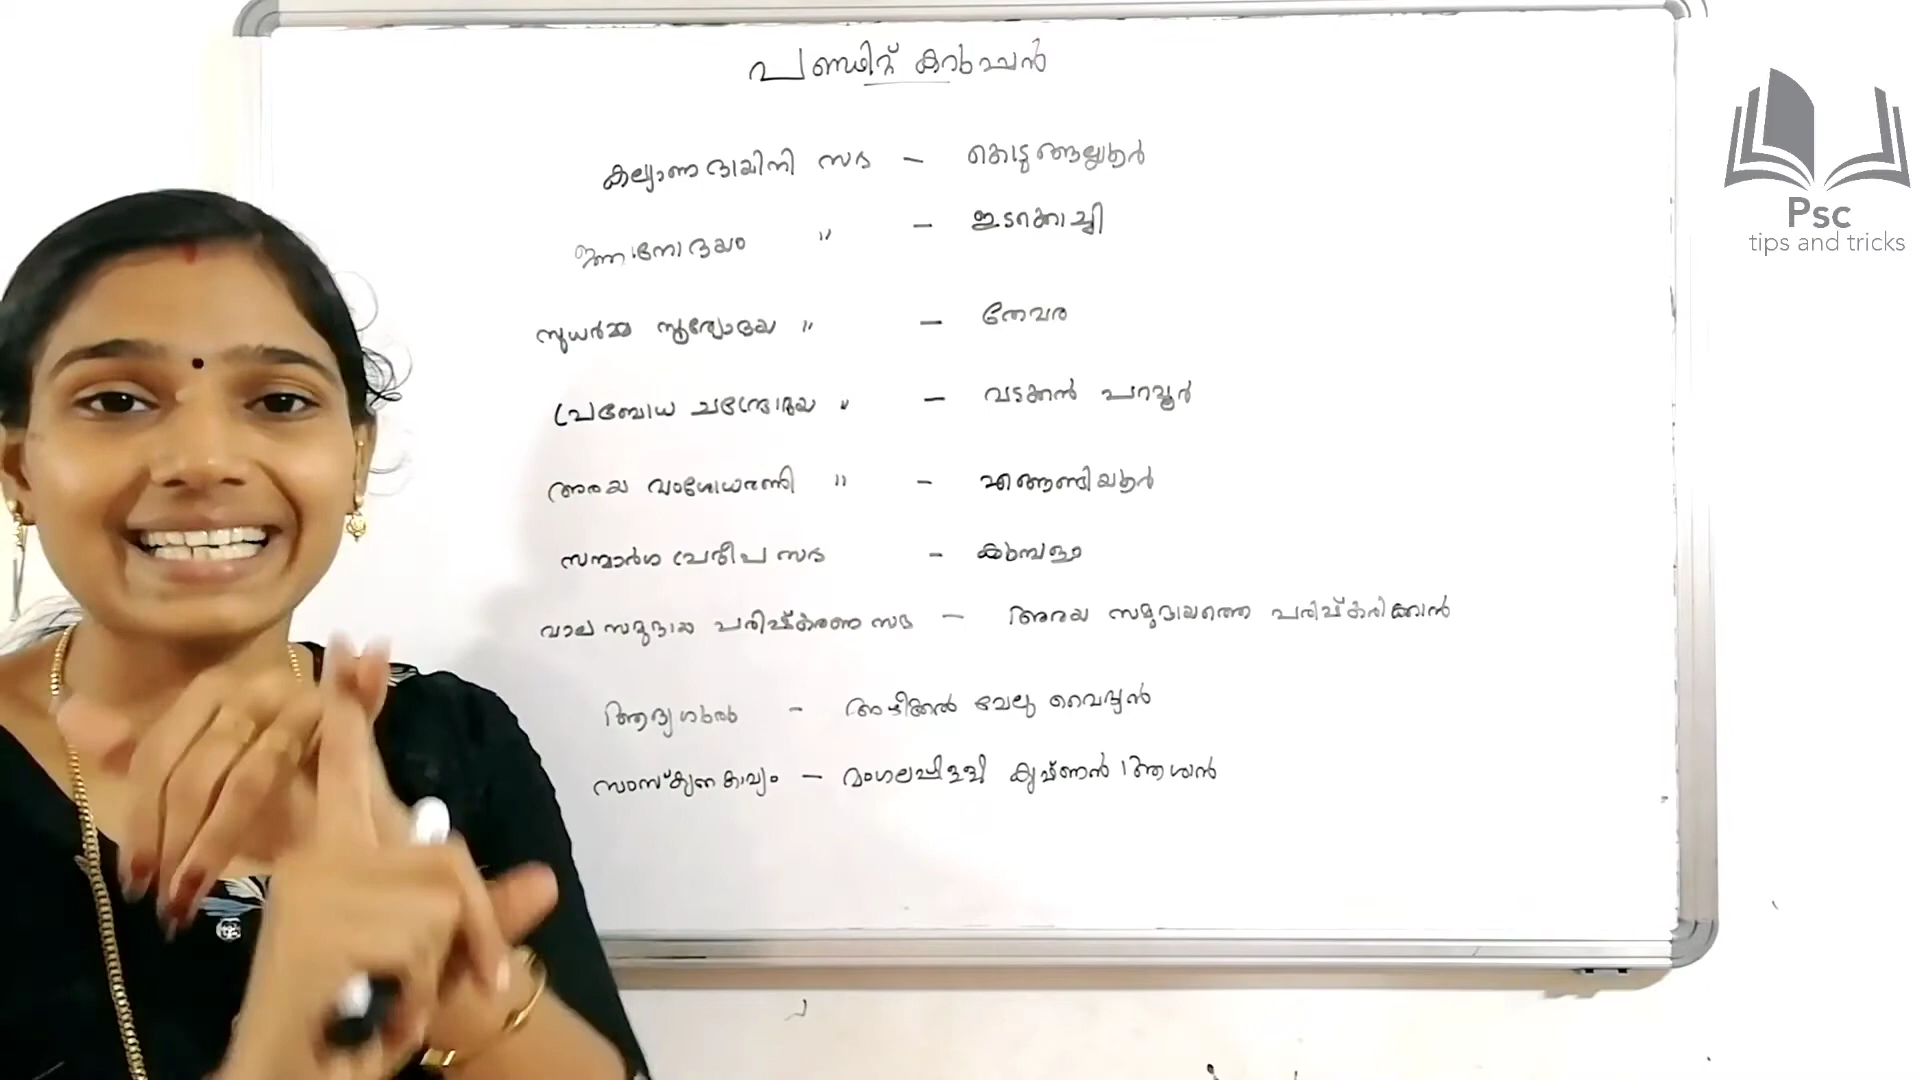 പണ്ഡിറ്റ് കറുപ്പൻ
കല്യാണദായിനി സഭ - കൊടുങ്ങല്ലൂർ
ജ്ഞാനോദയം " - ഇടക്കൊച്ചി
സുധർമ്മ സൂര്യോദയ " - തേവര
പ്രബോധ ചന്ദ്രോദയ " - വടക്കൻ പറവൂർ
അരയ വംശോധരണി " - എങ്ങണ്ടിയൂർ
സന്മാർഗ പ്രദീപ സഭ - കുമ്പളം
വാല സമുദായ പരിഷ്കരണ സഭ - അരയ സമുദായത്തെ പരിഷ്കരിക്കാൻ
ആദ്യഗുരു - അഴീക്കൽ വേലു വൈദ്യൻ
സംസ്കൃതകാവ്യം - മംഗലപ്പിള്ളി കൃഷ്ണൻ ആശാൻ
Psc
tips and tricks